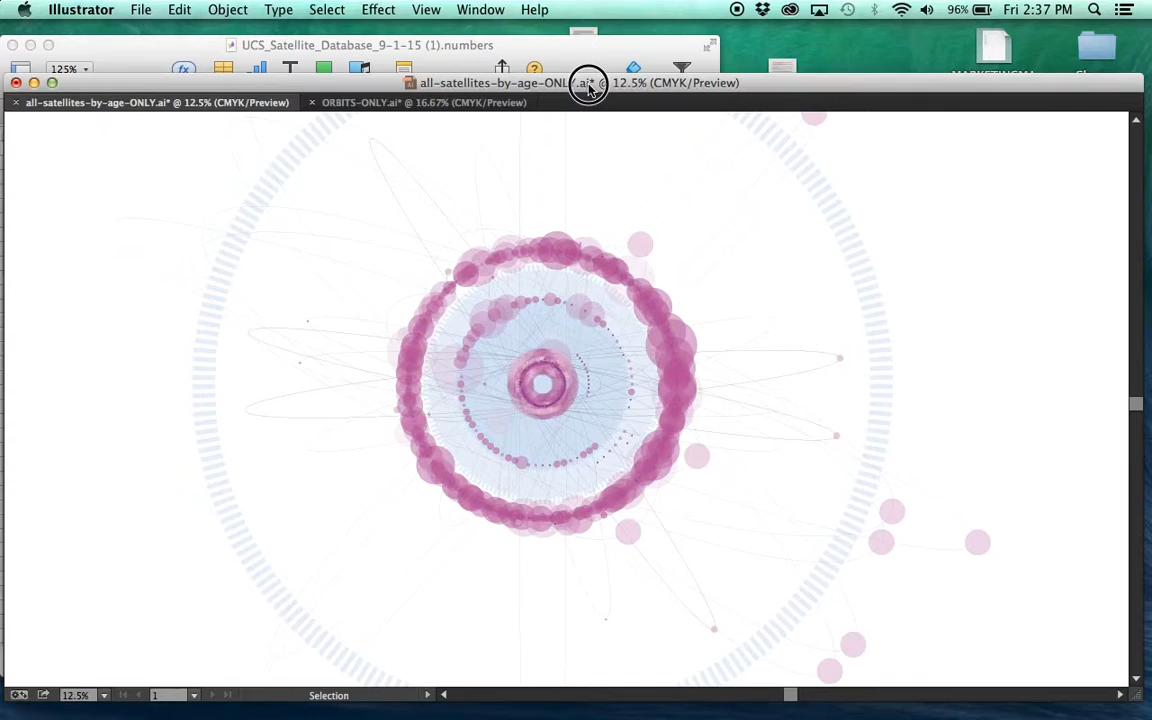 Illustrator File Edit Object Type Select Effect View Window Help 96% Fri 2:37 PM
UCS_Satellite_Database_9-1-15 (1).numbers
125%
all-satellites-by-age-ONLY.ai* @ 12.5% (CMYK/Preview)
× all-satellites-by-age-ONLY.ai* @ 12.5% (CMYK/Preview) × ORBITS-ONLY.ai* @ 16.67% (CMYK/Preview)
12.5% 1 Selection